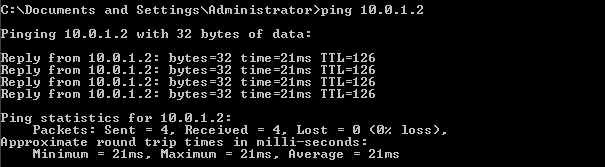 C:\Documents and Settings\Administrator>ping 10.0.1.2
Pinging 10.0.1.2 with 32 bytes of data:
Reply from 10.0.1.2: bytes=32 time=21ms TTL=126
Reply from 10.0.1.2: bytes=32 time=21ms TTL=126
Reply from 10.0.1.2: bytes=32 time=21ms TTL=126
Reply from 10.0.1.2: bytes=32 time=21ms TTL=126
Ping statistics for 10.0.1.2:
    Packets: Sent = 4, Received = 4, Lost = 0 (0% loss),
Approximate round trip times in milli-seconds:
    Minimum = 21ms, Maximum = 21ms, Average = 21ms